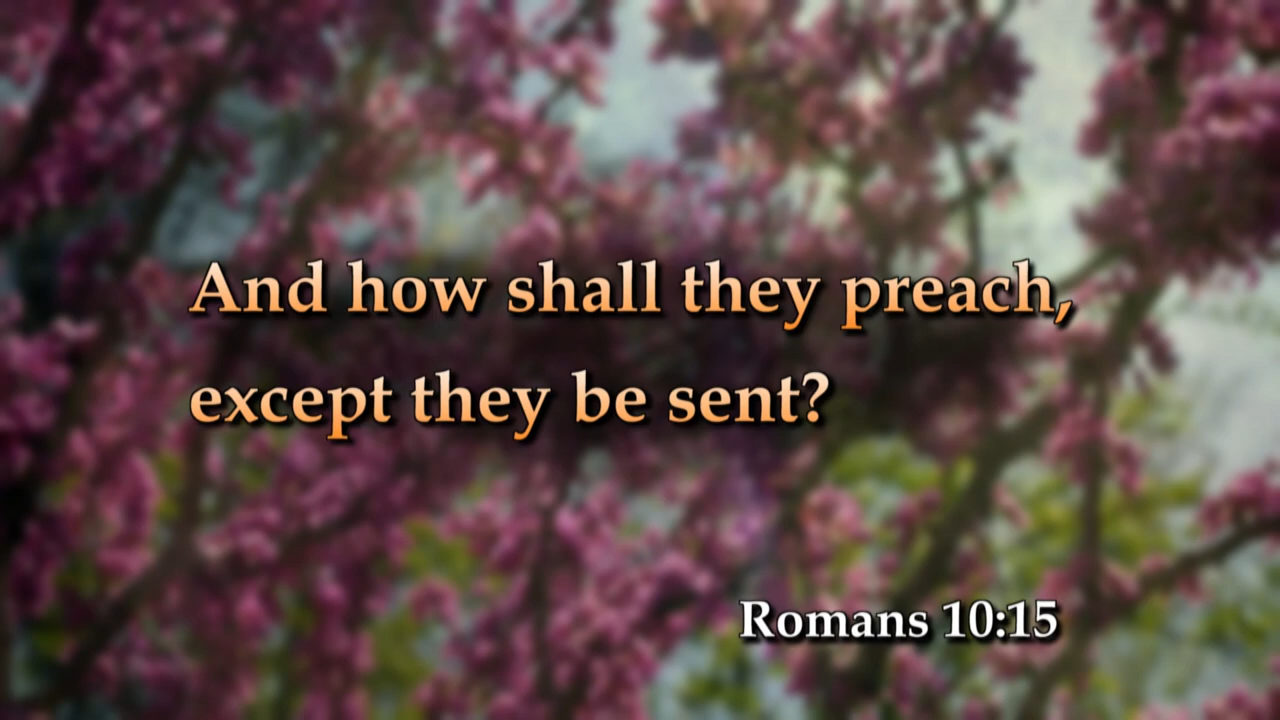 And how shall they preach,
except they be sent?
Romans 10:15